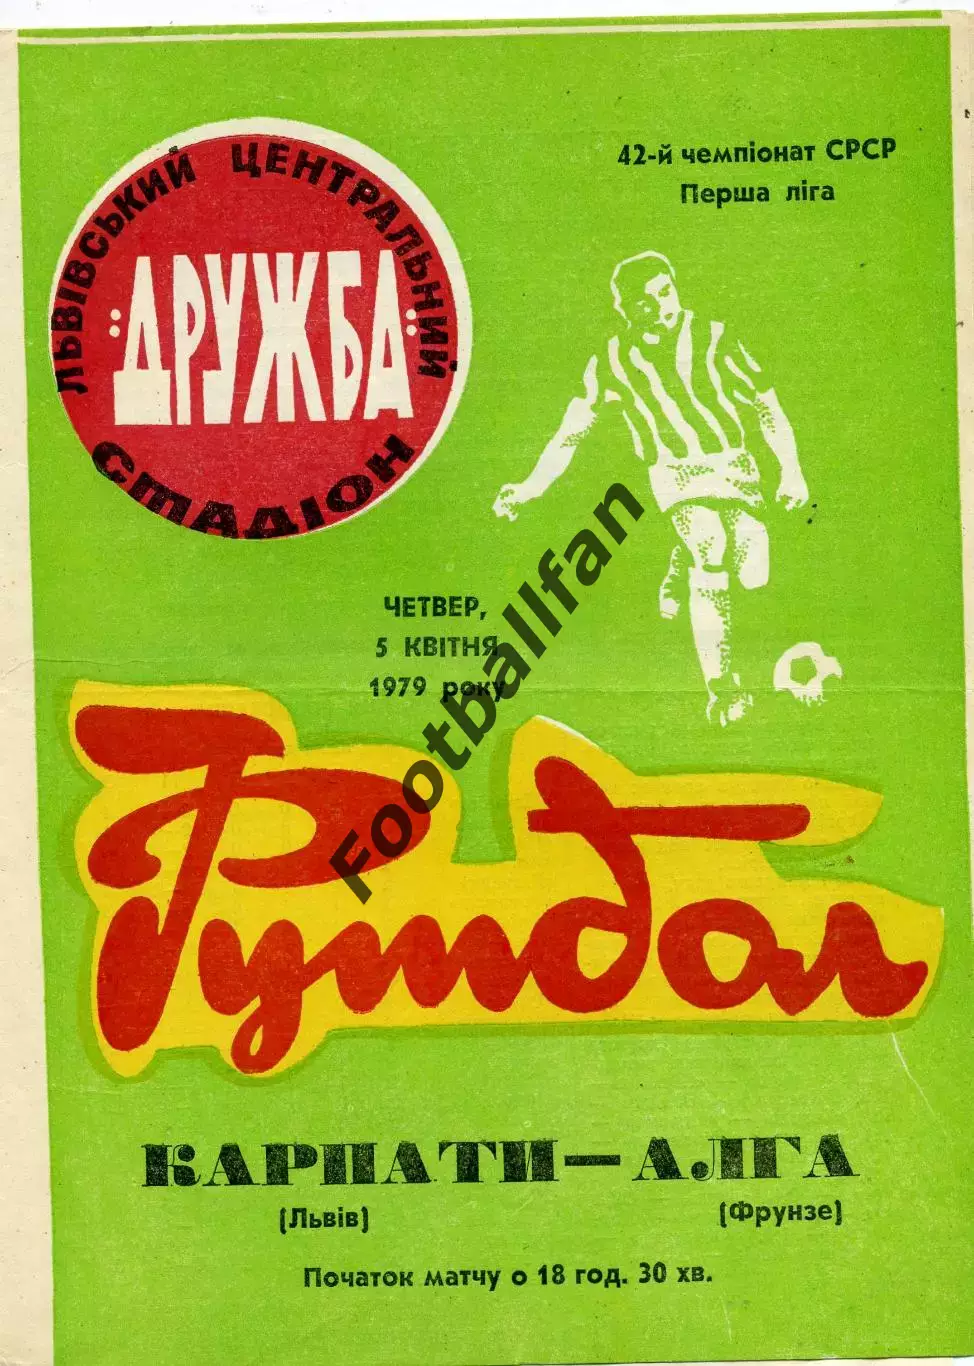 42-й чемпіонат СРСР
Перша ліга
ЛЬВІВСЬКИЙ ЦЕНТРАЛЬНИЙ
"ДРУЖБА"
СТАДІОН
ЧЕТВЕР,
5 КВІТНЯ
1979 року
Footballfan
Футбол
КАРПАТИ—АЛГА
(Львів) (Фрунзе)
Початок матчу о 18 год. 30 хв.